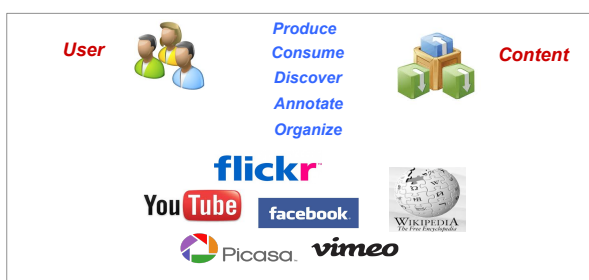 User
Produce
Consume
Discover
Annotate
Organize
Content
flickr
YouTube
facebook
WIKIPEDIA
The Free Encyclopedia
Picasa
vimeo